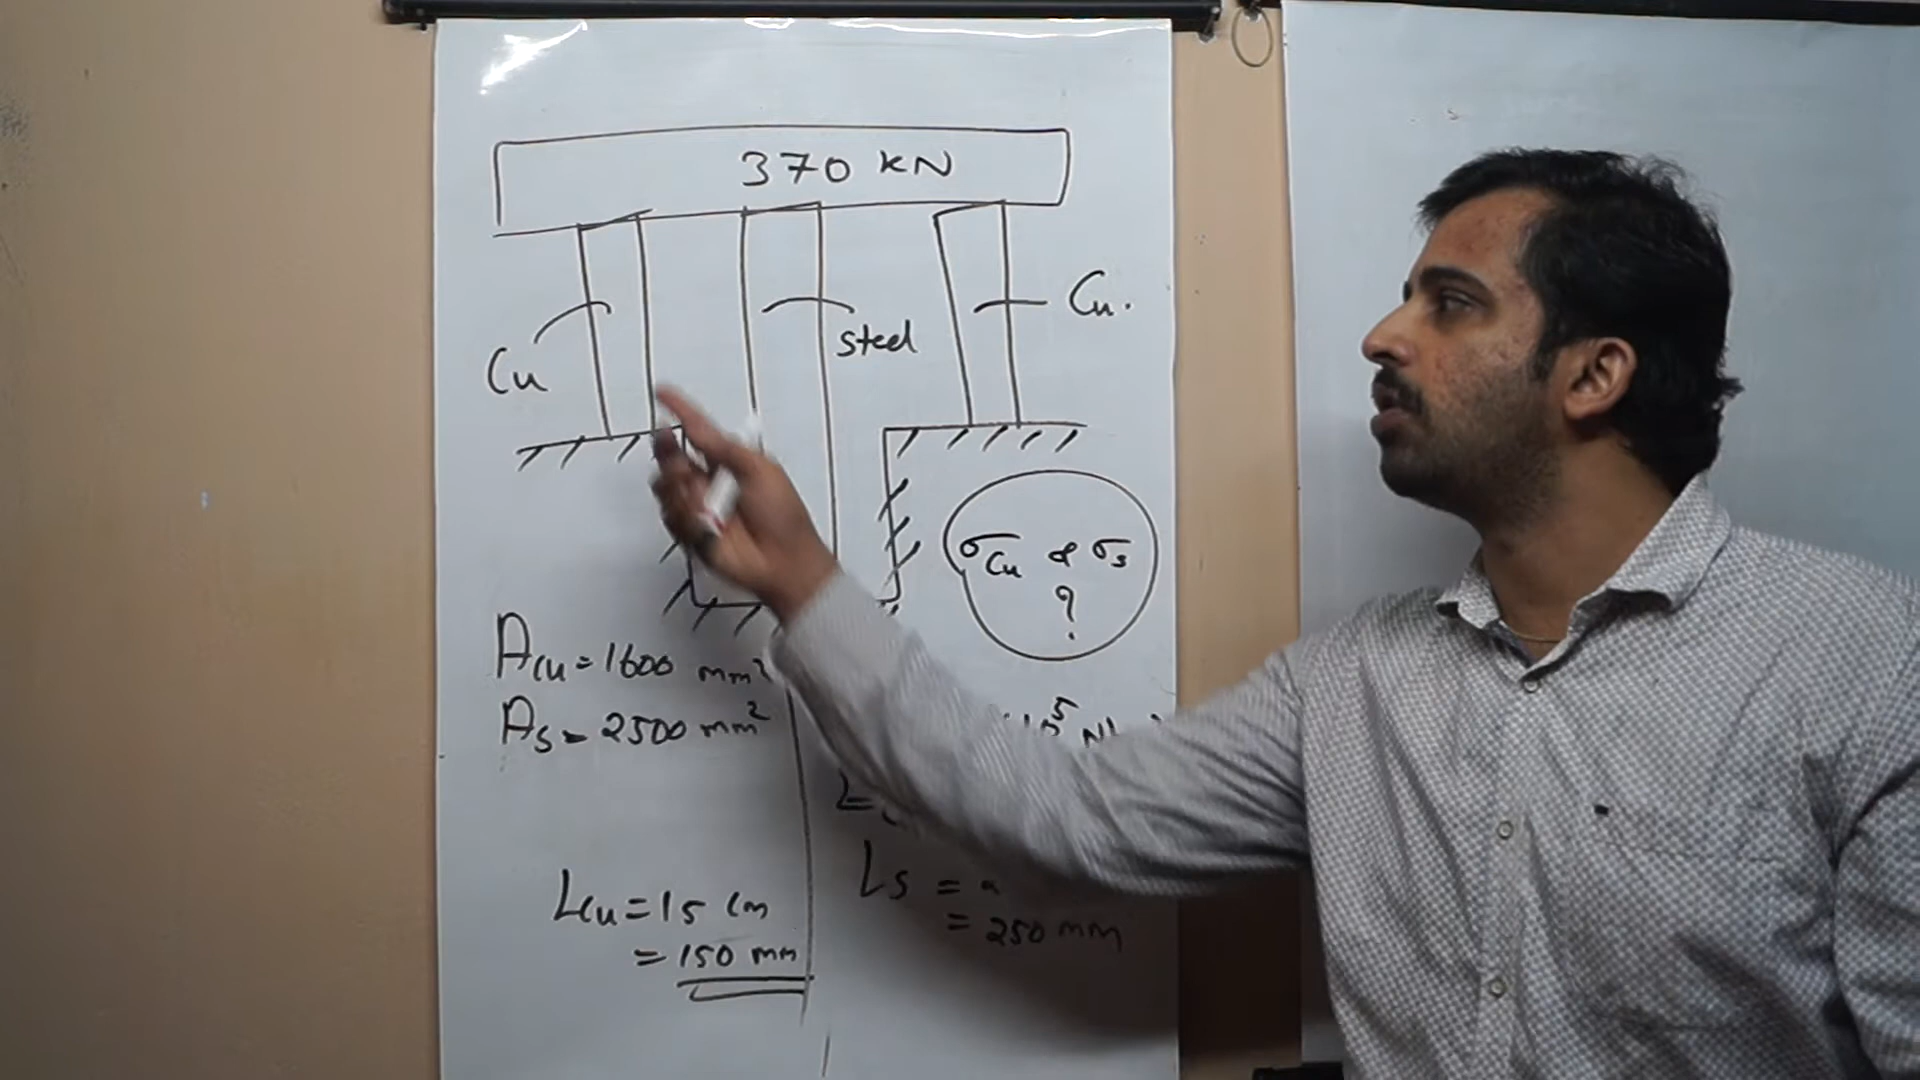 370 KN
Cu
steel
Cu.
σCu & σs
?
ACu = 1600 mm²
As = 2500 mm²
LCu = 15 Cm
= 150 mm
Ls =
= 250 mm